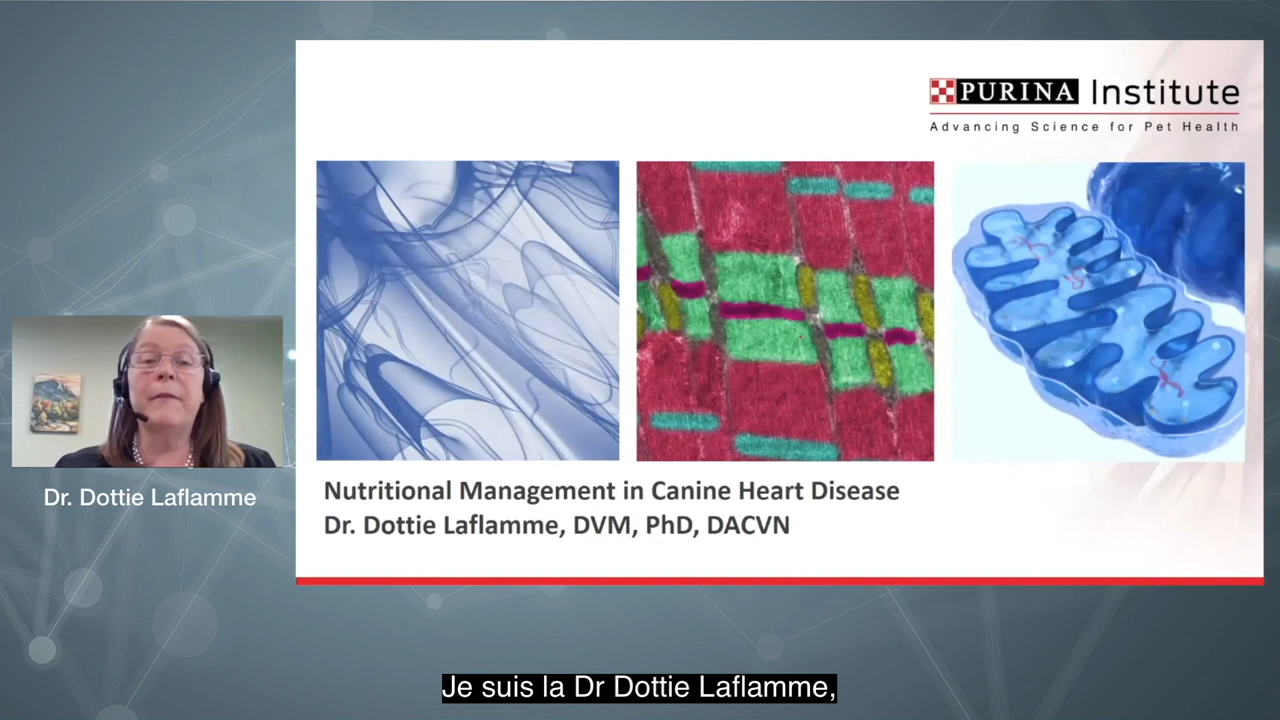 PURINA Institute
Advancing Science for Pet Health
Dr. Dottie Laflamme
Nutritional Management in Canine Heart Disease
Dr. Dottie Laflamme, DVM, PhD, DACVN
Je suis la Dr Dottie Laflamme,